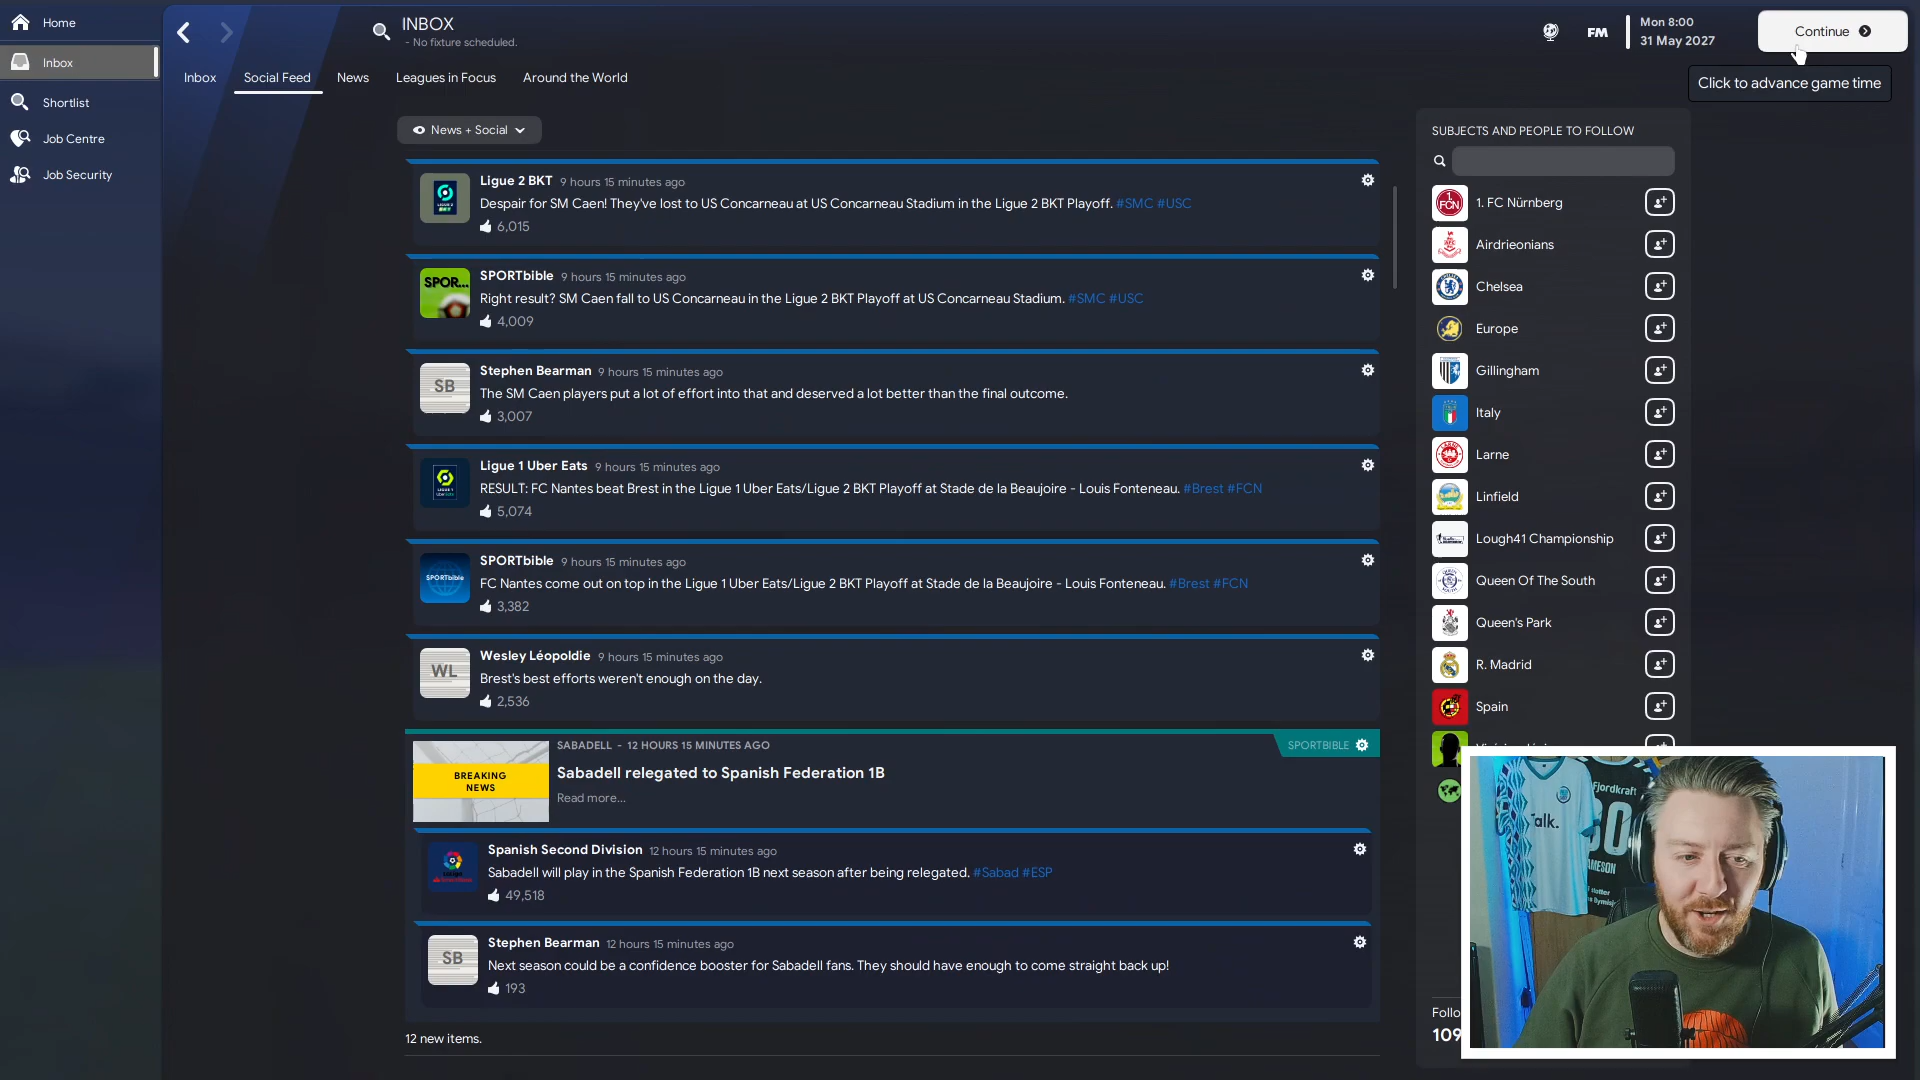 Home
Inbox
Shortlist
Job Centre
Job Security
INBOX
- No fixture scheduled.
FM
Mon 8:00
31 May 2027
Continue
Click to advance game time
Inbox
Social Feed
News
Leagues in Focus
Around the World
News + Social
Ligue 2 BKT 9 hours 15 minutes ago
Despair for SM Caen! They've lost to US Concarneau at US Concarneau Stadium in the Ligue 2 BKT Playoff. #SMC #USC
6,015
SPOR...
SPORTbible 9 hours 15 minutes ago
Right result? SM Caen fall to US Concarneau in the Ligue 2 BKT Playoff at US Concarneau Stadium. #SMC #USC
4,009
SB
Stephen Bearman 9 hours 15 minutes ago
The SM Caen players put a lot of effort into that and deserved a lot better than the final outcome.
3,007
Ligue 1 Uber Eats 9 hours 15 minutes ago
RESULT: FC Nantes beat Brest in the Ligue 1 Uber Eats/Ligue 2 BKT Playoff at Stade de la Beaujoire - Louis Fonteneau. #Brest #FCN
5,074
SPORTbible
SPORTbible 9 hours 15 minutes ago
FC Nantes come out on top in the Ligue 1 Uber Eats/Ligue 2 BKT Playoff at Stade de la Beaujoire - Louis Fonteneau. #Brest #FCN
3,382
WL
Wesley Léopoldie 9 hours 15 minutes ago
Brest's best efforts weren't enough on the day.
2,536
BREAKING
NEWS
SABADELL - 12 HOURS 15 MINUTES AGO
SPORTBIBLE
Sabadell relegated to Spanish Federation 1B
Read more...
Spanish Second Division 12 hours 15 minutes ago
Sabadell will play in the Spanish Federation 1B next season after being relegated. #Sabad #ESP
49,518
SB
Stephen Bearman 12 hours 15 minutes ago
Next season could be a confidence booster for Sabadell fans. They should have enough to come straight back up!
193
12 new items.
SUBJECTS AND PEOPLE TO FOLLOW
1. FC Nürnberg
Airdrieonians
Chelsea
Europe
Gillingham
Italy
Larne
Linfield
Lough41 Championship
Queen Of The South
Queen's Park
R. Madrid
Spain
Follo
109
Talk.
Fjordkraft